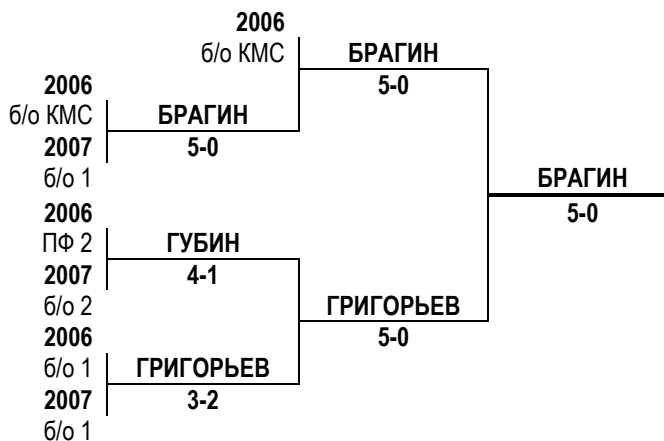 2006
б/о КМС
БРАГИН
5-0
2006
б/о КМС
БРАГИН
2007
5-0
б/о 1
БРАГИН
5-0
2006
ПФ 2
ГУБИН
2007
4-1
б/о 2
ГРИГОРЬЕВ
2006
5-0
б/о 1
ГРИГОРЬЕВ
2007
3-2
б/о 1